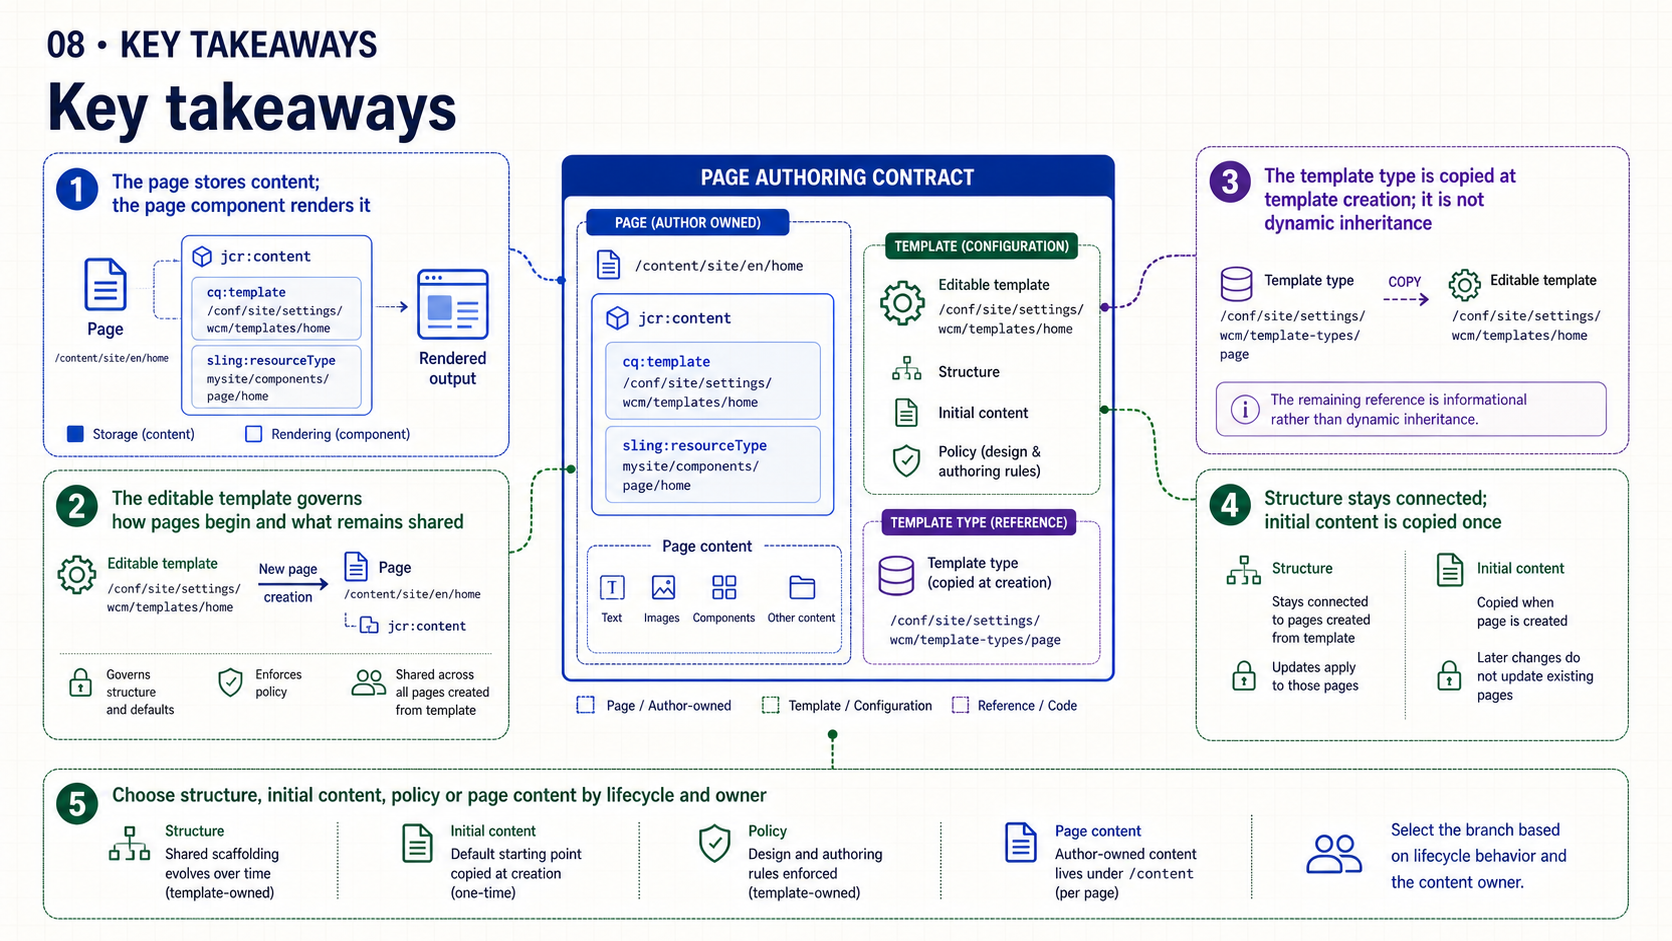 08 • KEY TAKEAWAYS
Key takeaways
1
The page stores content;
the page component renders it
Page
/content/site/en/home
jcr:content
cq:template
/conf/site/settings/
wcm/templates/home
sling:resourceType
mysite/components/
page/home
Rendered
output
Storage (content)
Rendering (component)
2
The editable template governs
how pages begin and what remains shared
Editable template
/conf/site/settings/
wcm/templates/home
New page
creation
Page
/content/site/en/home
jcr:content
Governs
structure
and defaults
Enforces
policy
Shared across
all pages created
from template
PAGE AUTHORING CONTRACT
PAGE (AUTHOR OWNED)
/content/site/en/home
jcr:content
cq:template
/conf/site/settings/
wcm/templates/home
sling:resourceType
mysite/components/
page/home
Page content
T
Text
Images
Components
Other content
TEMPLATE (CONFIGURATION)
Editable template
/conf/site/settings/
wcm/templates/home
Structure
Initial content
Policy (design &
authoring rules)
TEMPLATE TYPE (REFERENCE)
Template type
(copied at creation)
/conf/site/settings/
wcm/template-types/page
Page / Author-owned
Template / Configuration
Reference / Code
3
The template type is copied at
template creation; it is not
dynamic inheritance
Template type
/conf/site/settings/
wcm/template-types/
page
COPY
Editable template
/conf/site/settings/
wcm/templates/home
i
The remaining reference is informational
rather than dynamic inheritance.
4
Structure stays connected;
initial content is copied once
Structure
Stays connected
to pages created
from template
Updates apply
to those pages
Initial content
Copied when
page is created
Later changes do
not update existing
pages
5
Choose structure, initial content, policy or page content by lifecycle and owner
Structure
Shared scaffolding
evolves over time
(template-owned)
Initial content
Default starting point
copied at creation
(one-time)
Policy
Design and authoring
rules enforced
(template-owned)
Page content
Author-owned content
lives under /content
(per page)
Select the branch based
on lifecycle behavior and
the content owner.